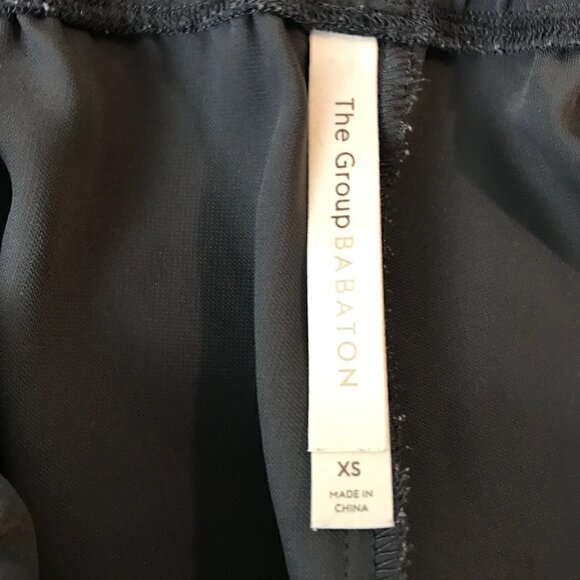 The Group BABATON
XS
MADE IN
CHINA